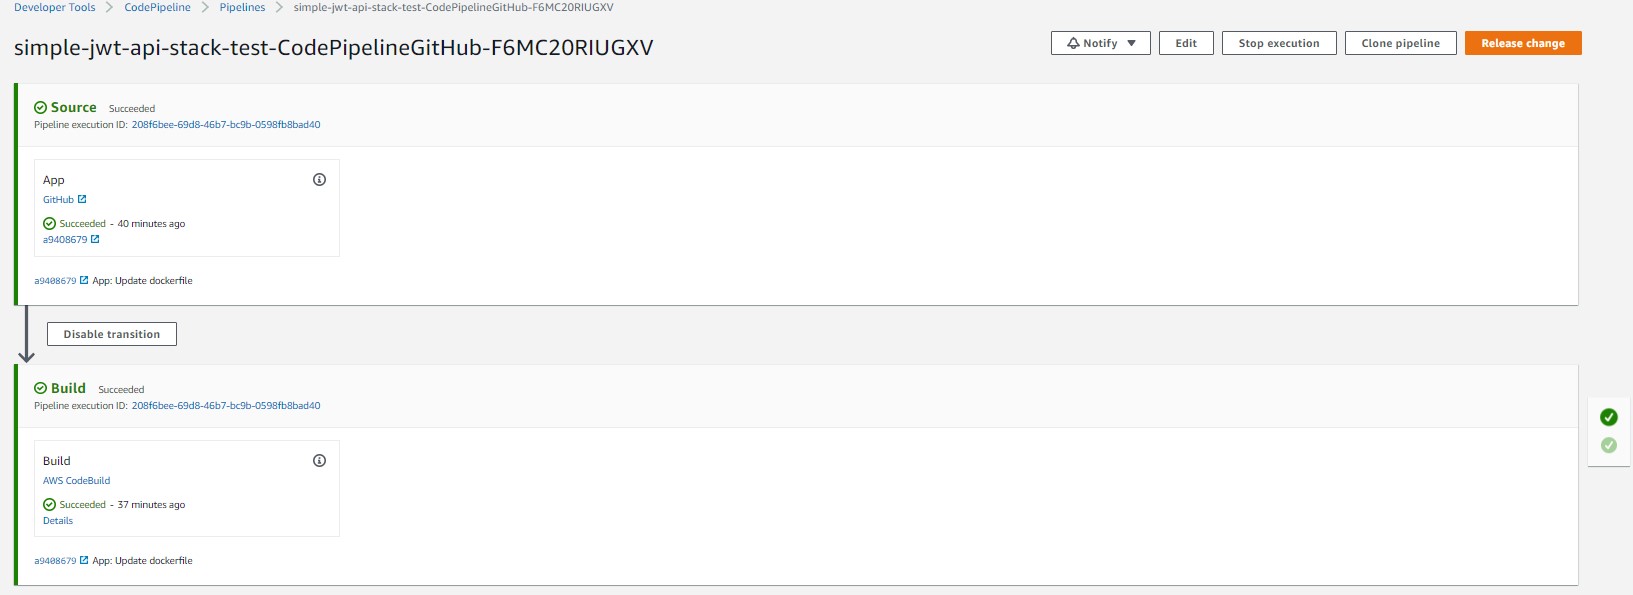 Developer Tools > CodePipeline > Pipelines > simple-jwt-api-stack-test-CodePipelineGitHub-F6MC20RIUGXV
simple-jwt-api-stack-test-CodePipelineGitHub-F6MC20RIUGXV
Notify Edit Stop execution Clone pipeline Release change
Source Succeeded
Pipeline execution ID: 208f6bee-69d8-46b7-bc9b-0598fb8bad40
App
GitHub
Succeeded - 40 minutes ago
a9408679
a9408679 App: Update dockerfile
Disable transition
Build Succeeded
Pipeline execution ID: 208f6bee-69d8-46b7-bc9b-0598fb8bad40
Build
AWS CodeBuild
Succeeded - 37 minutes ago
Details
a9408679 App: Update dockerfile